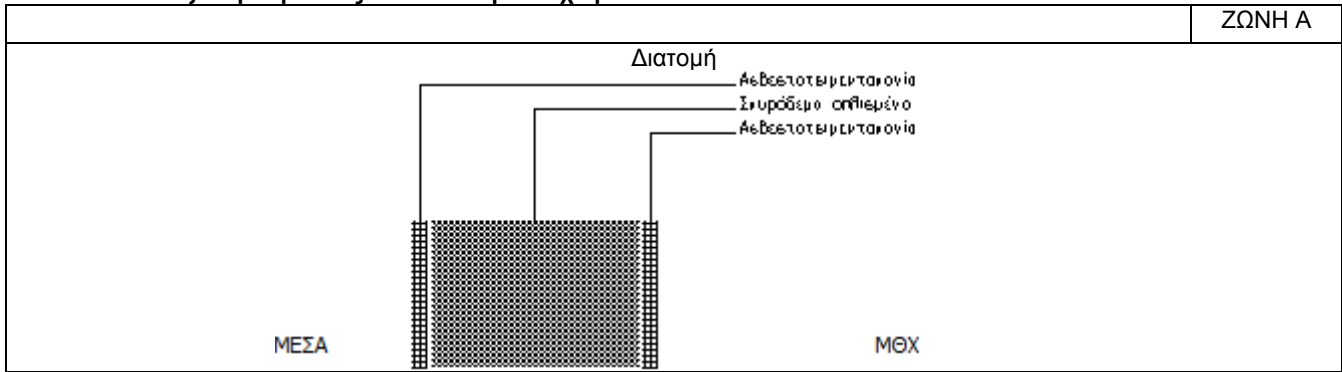 ΖΩΝΗ Α
Διατομή
Ασβεστοτσιμεντοκονία
Σκυρόδεμα οπλισμένο
Ασβεστοτσιμεντοκονία
ΜΕΣΑ
ΜΘΧ